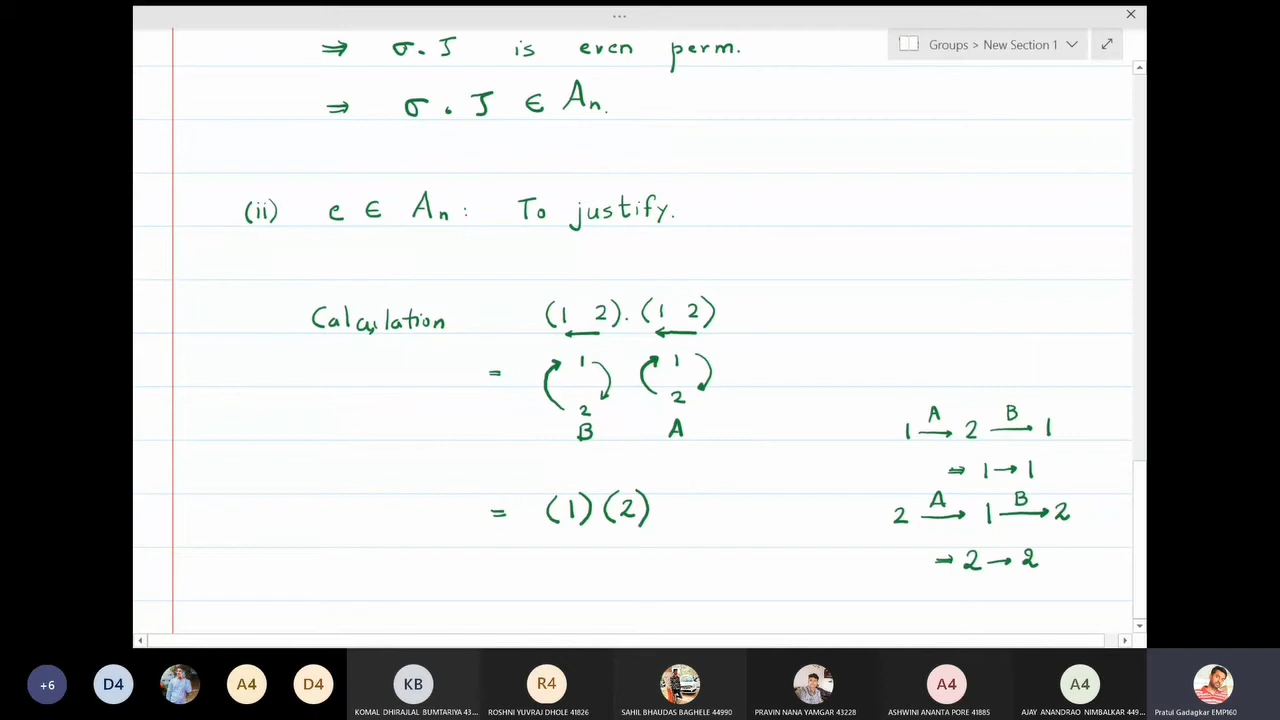 ⇒ σ . J is even perm.
Groups > New Section 1
⇒ σ . J ∈ An.
(ii) e ∈ An : To justify.
Calculation (1 2) . (1 2)
= 1 1
2 2
B A
1 A→ 2 B→ 1
⇒ 1 → 1
= (1) (2)
2 A→ 1 B→ 2
⇒ 2 → 2
+6 D4 A4 D4 KB R4 A4 A4
KOMAL DHIRAJLAL BUMTARIYA 43... ROSHNI YUVRAJ DHOLE 41826 SAHIL BHAUDAS BAGHELE 44990 PRAVIN NANA YAMGAR 43228 ASHWINI ANANTA PORE 41885 AJAY ANANDRAO NIMBALKAR 449... Pratul Gadagkar EMP160